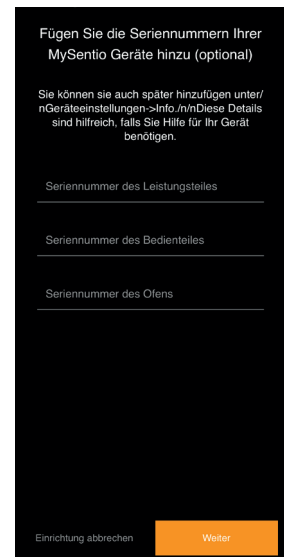 Fügen Sie die Seriennummern Ihrer
MySentio Geräte hinzu (optional)
Sie können sie auch später hinzufügen unter/
nGeräteeinstellungen->Info./n/nDiese Details
sind hilfreich, falls Sie Hilfe für Ihr Gerät
benötigen.
Seriennummer des Leistungsteiles
Seriennummer des Bedienteiles
Seriennummer des Ofens
Einrichtung abbrechen
Weiter